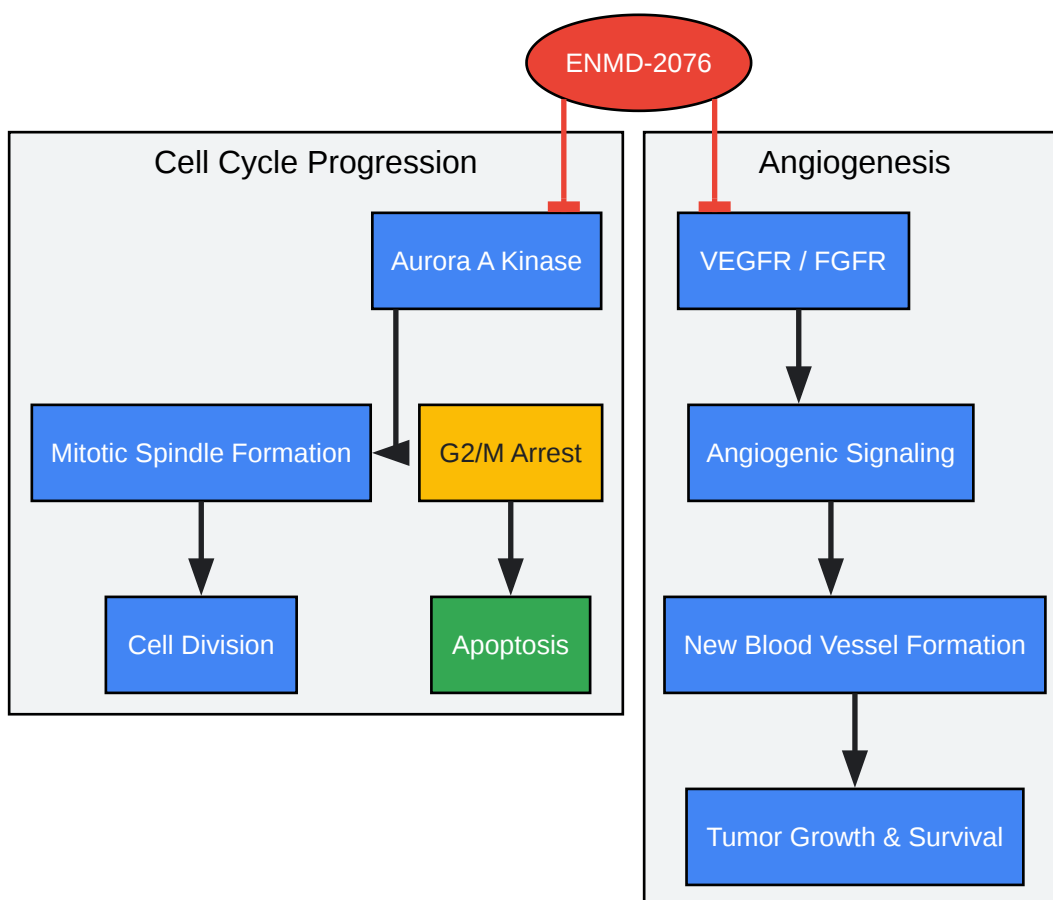 ENMD-2076
Cell Cycle Progression
Aurora A Kinase
Mitotic Spindle Formation
G2/M Arrest
Cell Division
Apoptosis
Angiogenesis
VEGFR / FGFR
Angiogenic Signaling
New Blood Vessel Formation
Tumor Growth & Survival